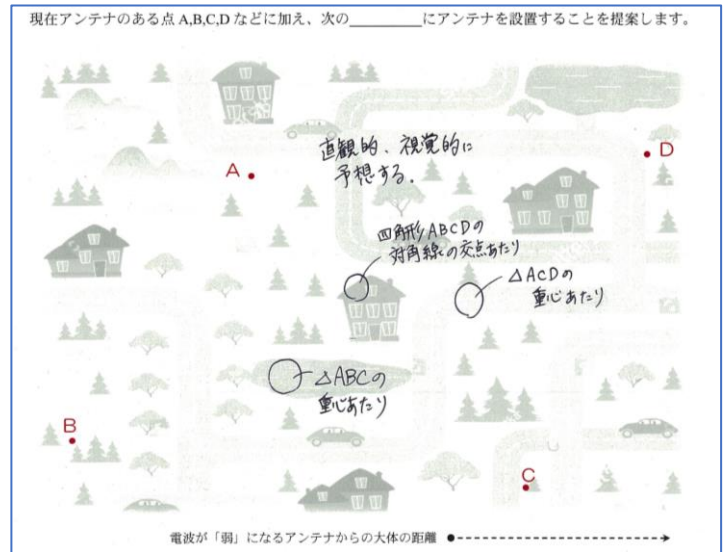 現在アンテナのある点 A,B,C,D などに加え、次の__________にアンテナを設置することを提案します。
直観的、視覚的に
予想する.
A
D
四角形ABCDの
対角線の交点あたり
△ACDの
重心あたり
△ABCの
重心あたり
B
C
電波が「弱」になるアンテナからの大体の距離